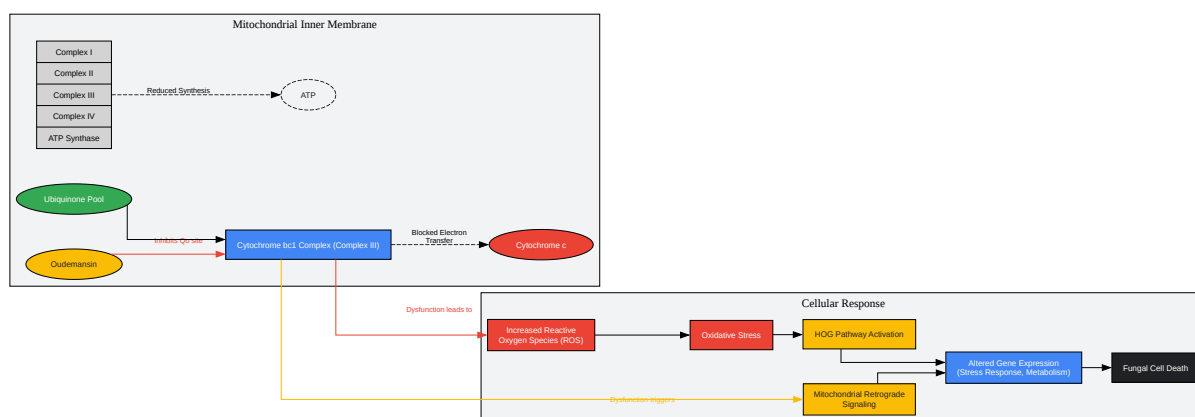 Mitochondrial Inner Membrane
Complex I
Complex II
Complex III
Complex IV
ATP Synthase
Reduced Synthesis
ATP
Ubiquinone Pool
Oudemansin
Inhibits Qo site
Cytochrome bc1 Complex (Complex III)
Blocked Electron
Transfer
Cytochrome c
Cellular Response
Dysfunction leads to
Increased Reactive
Oxygen Species (ROS)
Oxidative Stress
HOG Pathway Activation
Altered Gene Expression
(Stress Response, Metabolism)
Fungal Cell Death
Dysfunction triggers
Mitochondrial Retrograde
Signaling